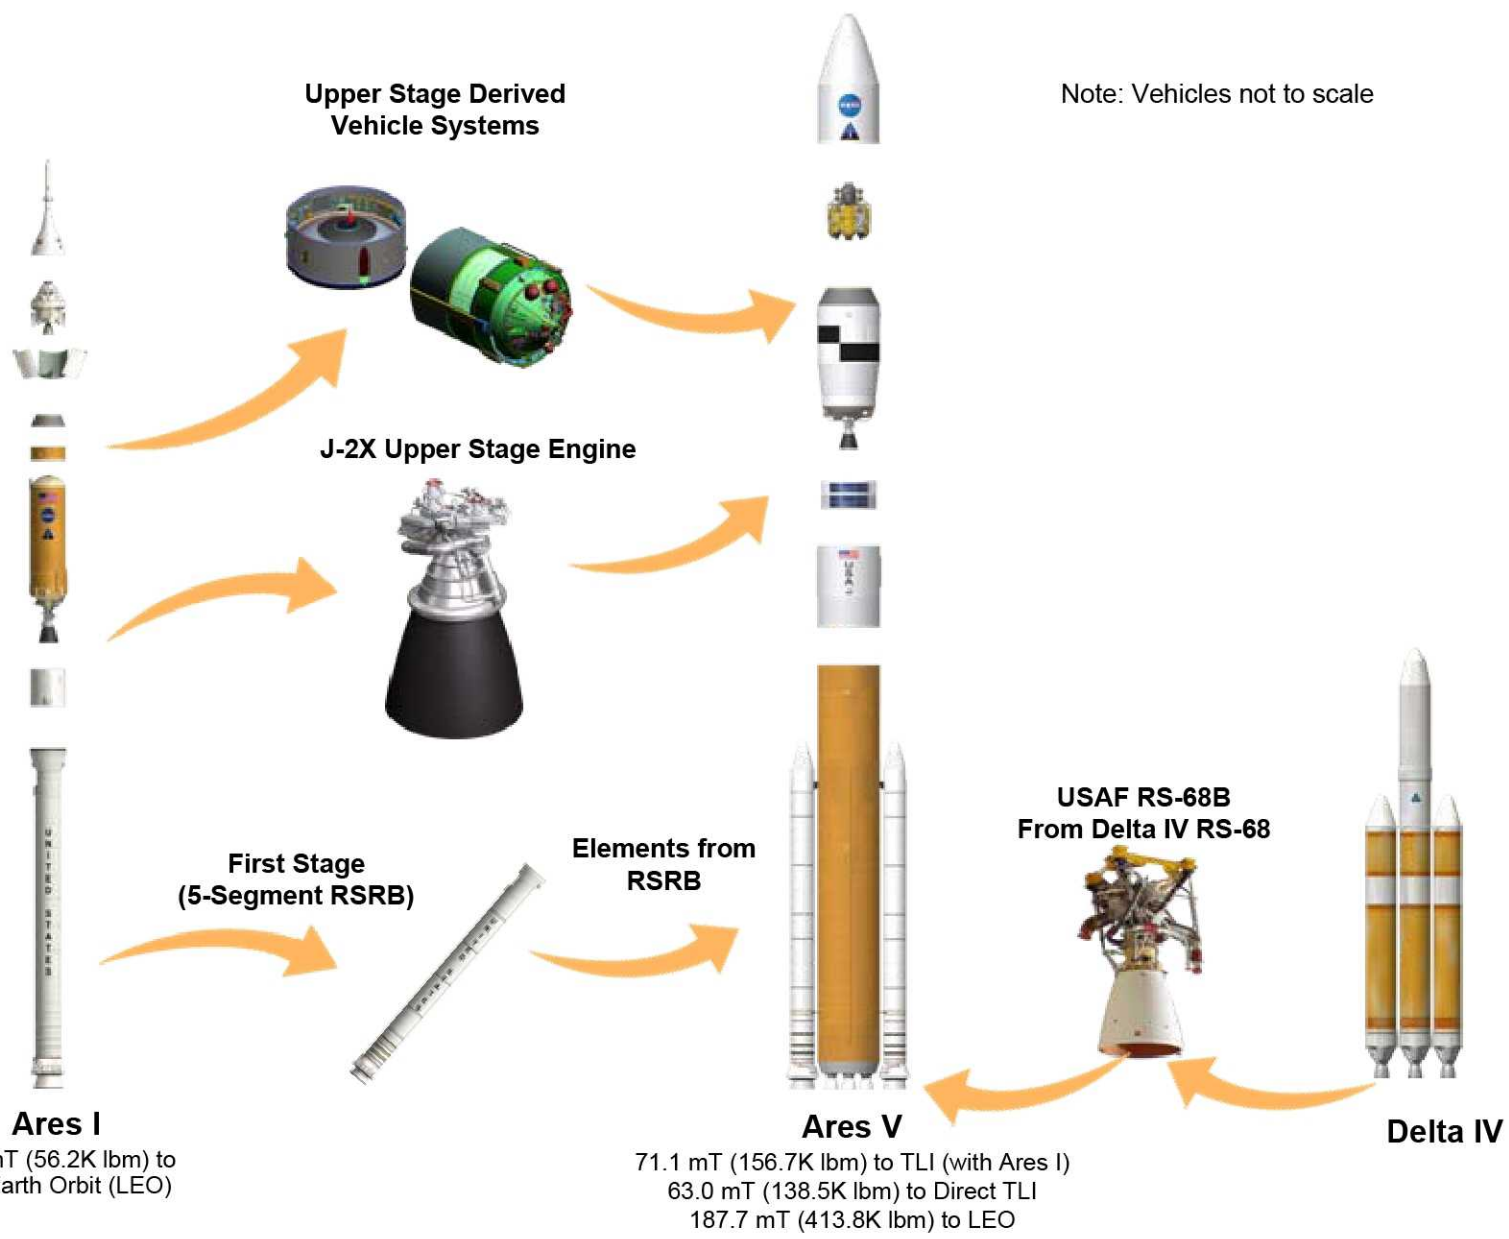 Note: Vehicles not to scale
Upper Stage Derived
Vehicle Systems
J-2X Upper Stage Engine
USA
UNITED STATES
First Stage
(5-Segment RSRB)
Elements from
RSRB
USAF RS-68B
From Delta IV RS-68
Ares I
(56.2K lbm) to
Orbit (LEO)
Ares V
71.1 mT (156.7K lbm) to TLI (with Ares I)
63.0 mT (138.5K lbm) to Direct TLI
187.7 mT (413.8K lbm) to LEO
Delta IV